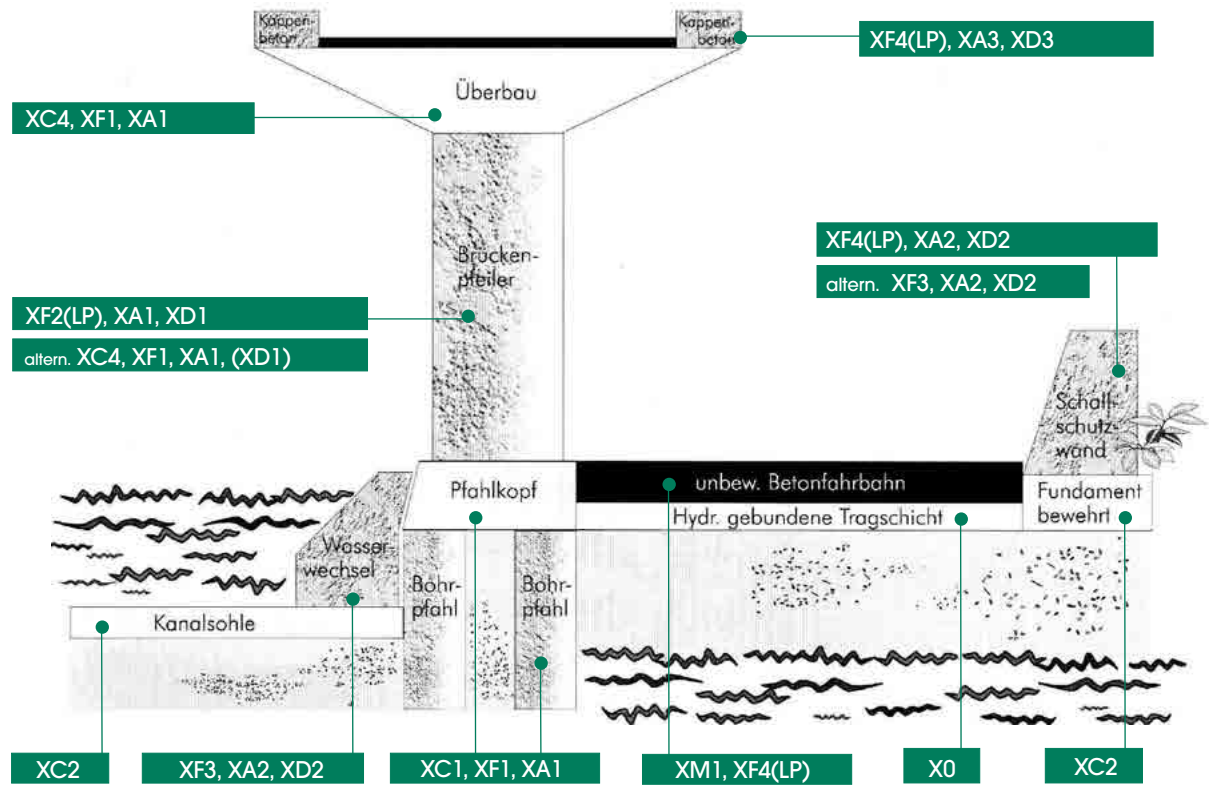 Kappen-
beton
Kappen-
beton
XF4(LP), XA3, XD3
Überbau
XC4, XF1, XA1
XF4(LP), XA2, XD2
altern. XF3, XA2, XD2
Brücken-
pfeiler
XF2(LP), XA1, XD1
altern. XC4, XF1, XA1, (XD1)
Schall-
schutz-
wand
Pfahlkopf
unbew. Betonfahrbahn
Hydr. gebundene Tragschicht
Fundament
bewehrt
Wasser-
wechsel
Bohr-
pfahl
Bohr-
pfahl
Kanalsohle
XC2
XF3, XA2, XD2
XC1, XF1, XA1
XM1, XF4(LP)
X0
XC2